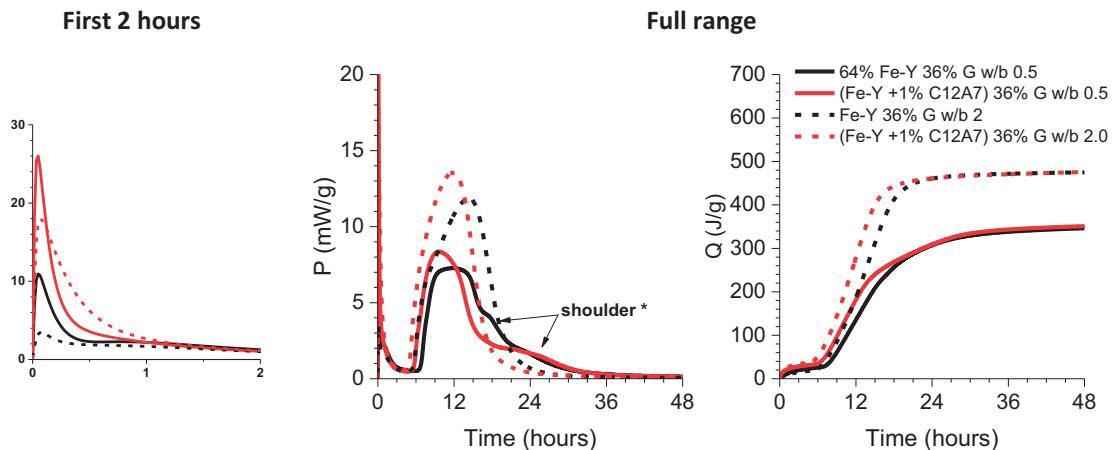 First 2 hours
Full range
30
20
10
0
0
1
2
P (mW/g)
20
15
10
5
0
0
12
24
36
48
Time (hours)
shoulder *
Q (J/g)
700
600
500
400
300
200
100
0
0
12
24
36
48
Time (hours)
64% Fe-Y 36% G w/b 0.5
(Fe-Y +1% C12A7) 36% G w/b 0.5
Fe-Y 36% G w/b 2
(Fe-Y +1% C12A7) 36% G w/b 2.0